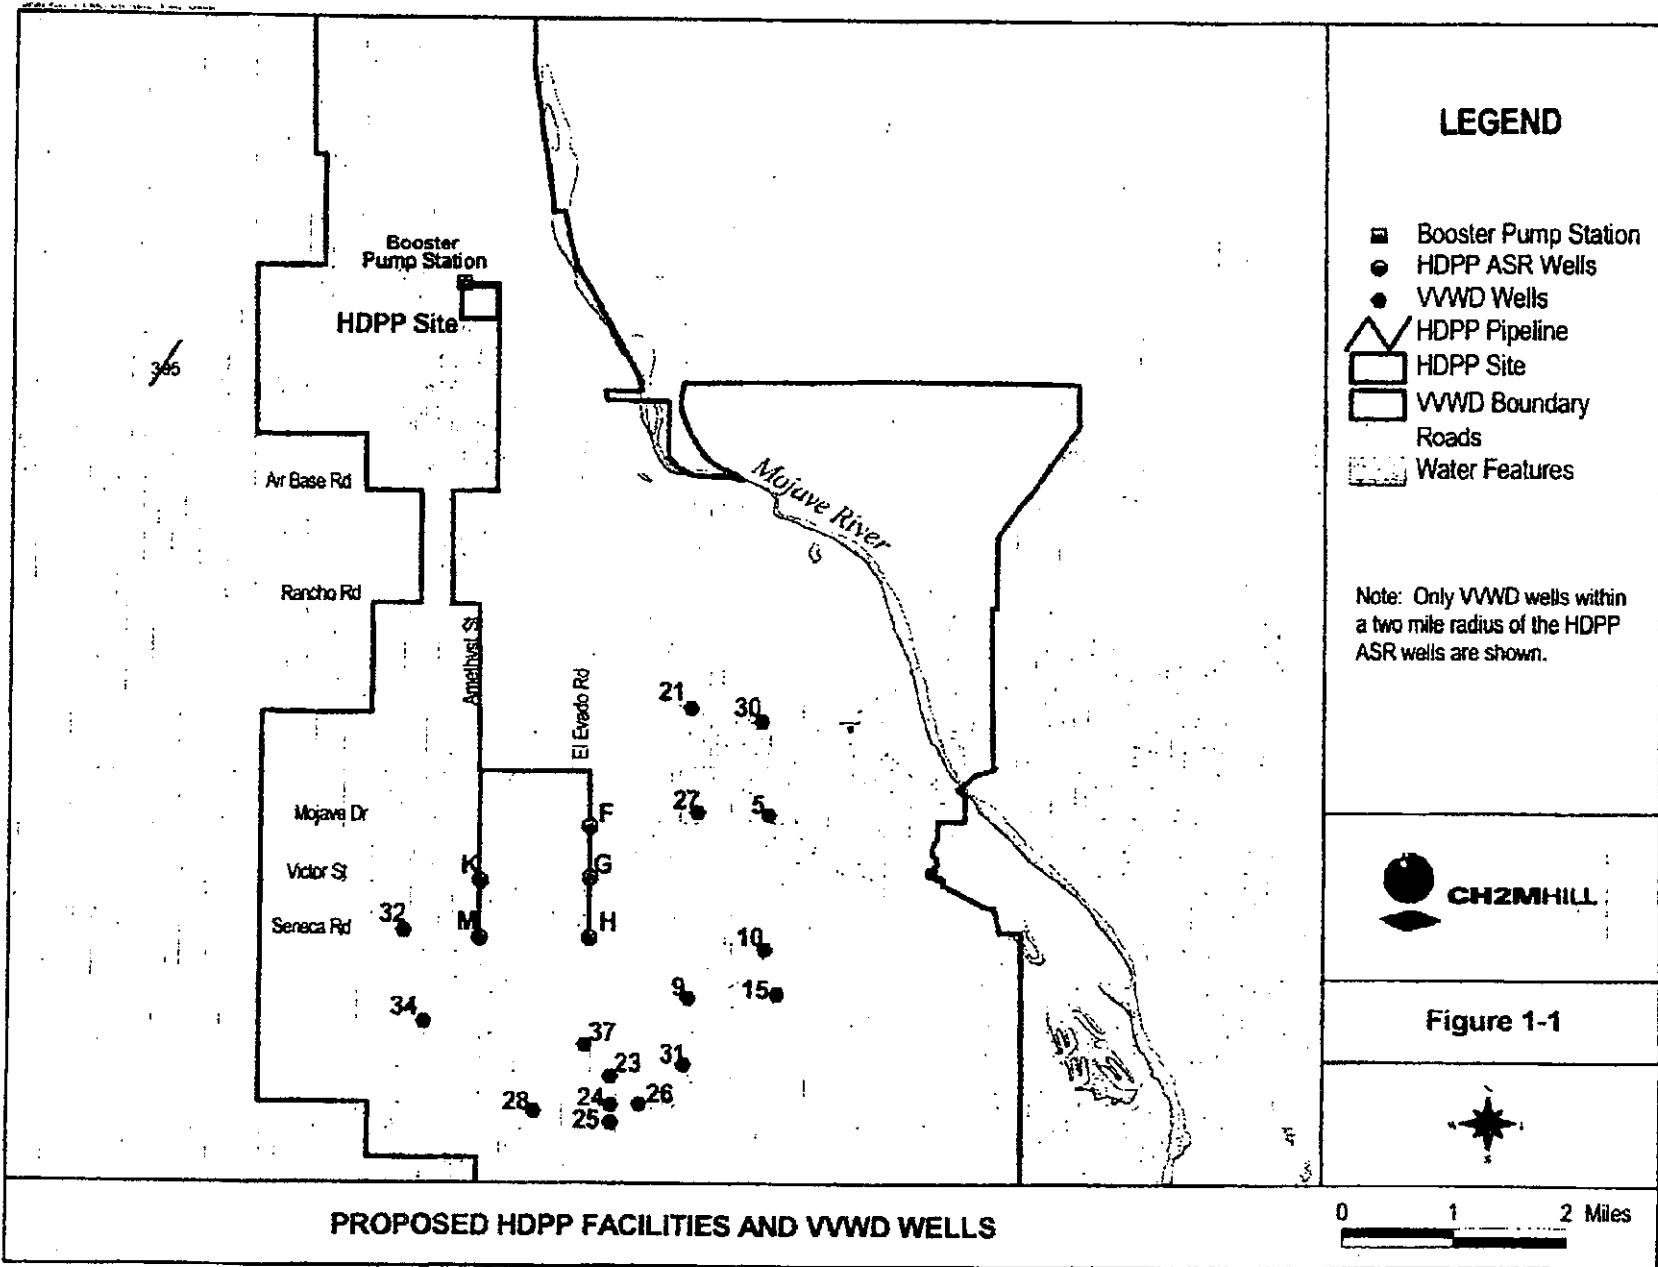 LEGEND
Booster Pump Station
HDPP ASR Wells
VVWD Wells
HDPP Pipeline
HDPP Site
VVWD Boundary
Roads
Water Features
Note: Only VVWD wells within
a two mile radius of the HDPP
ASR wells are shown.
CH2MHILL
Figure 1-1
Booster
Pump Station
HDPP Site
395
Air Base Rd
Mojave River
Rancho Rd
Amethyst St
El Evado Rd
21
30
27
5
Mojave Dr
F
Victor St
K
G
32
Seneca Rd
M
H
10
9
15
34
37
31
23
28
24
26
25
PROPOSED HDPP FACILITIES AND VVWD WELLS
0 1 2 Miles